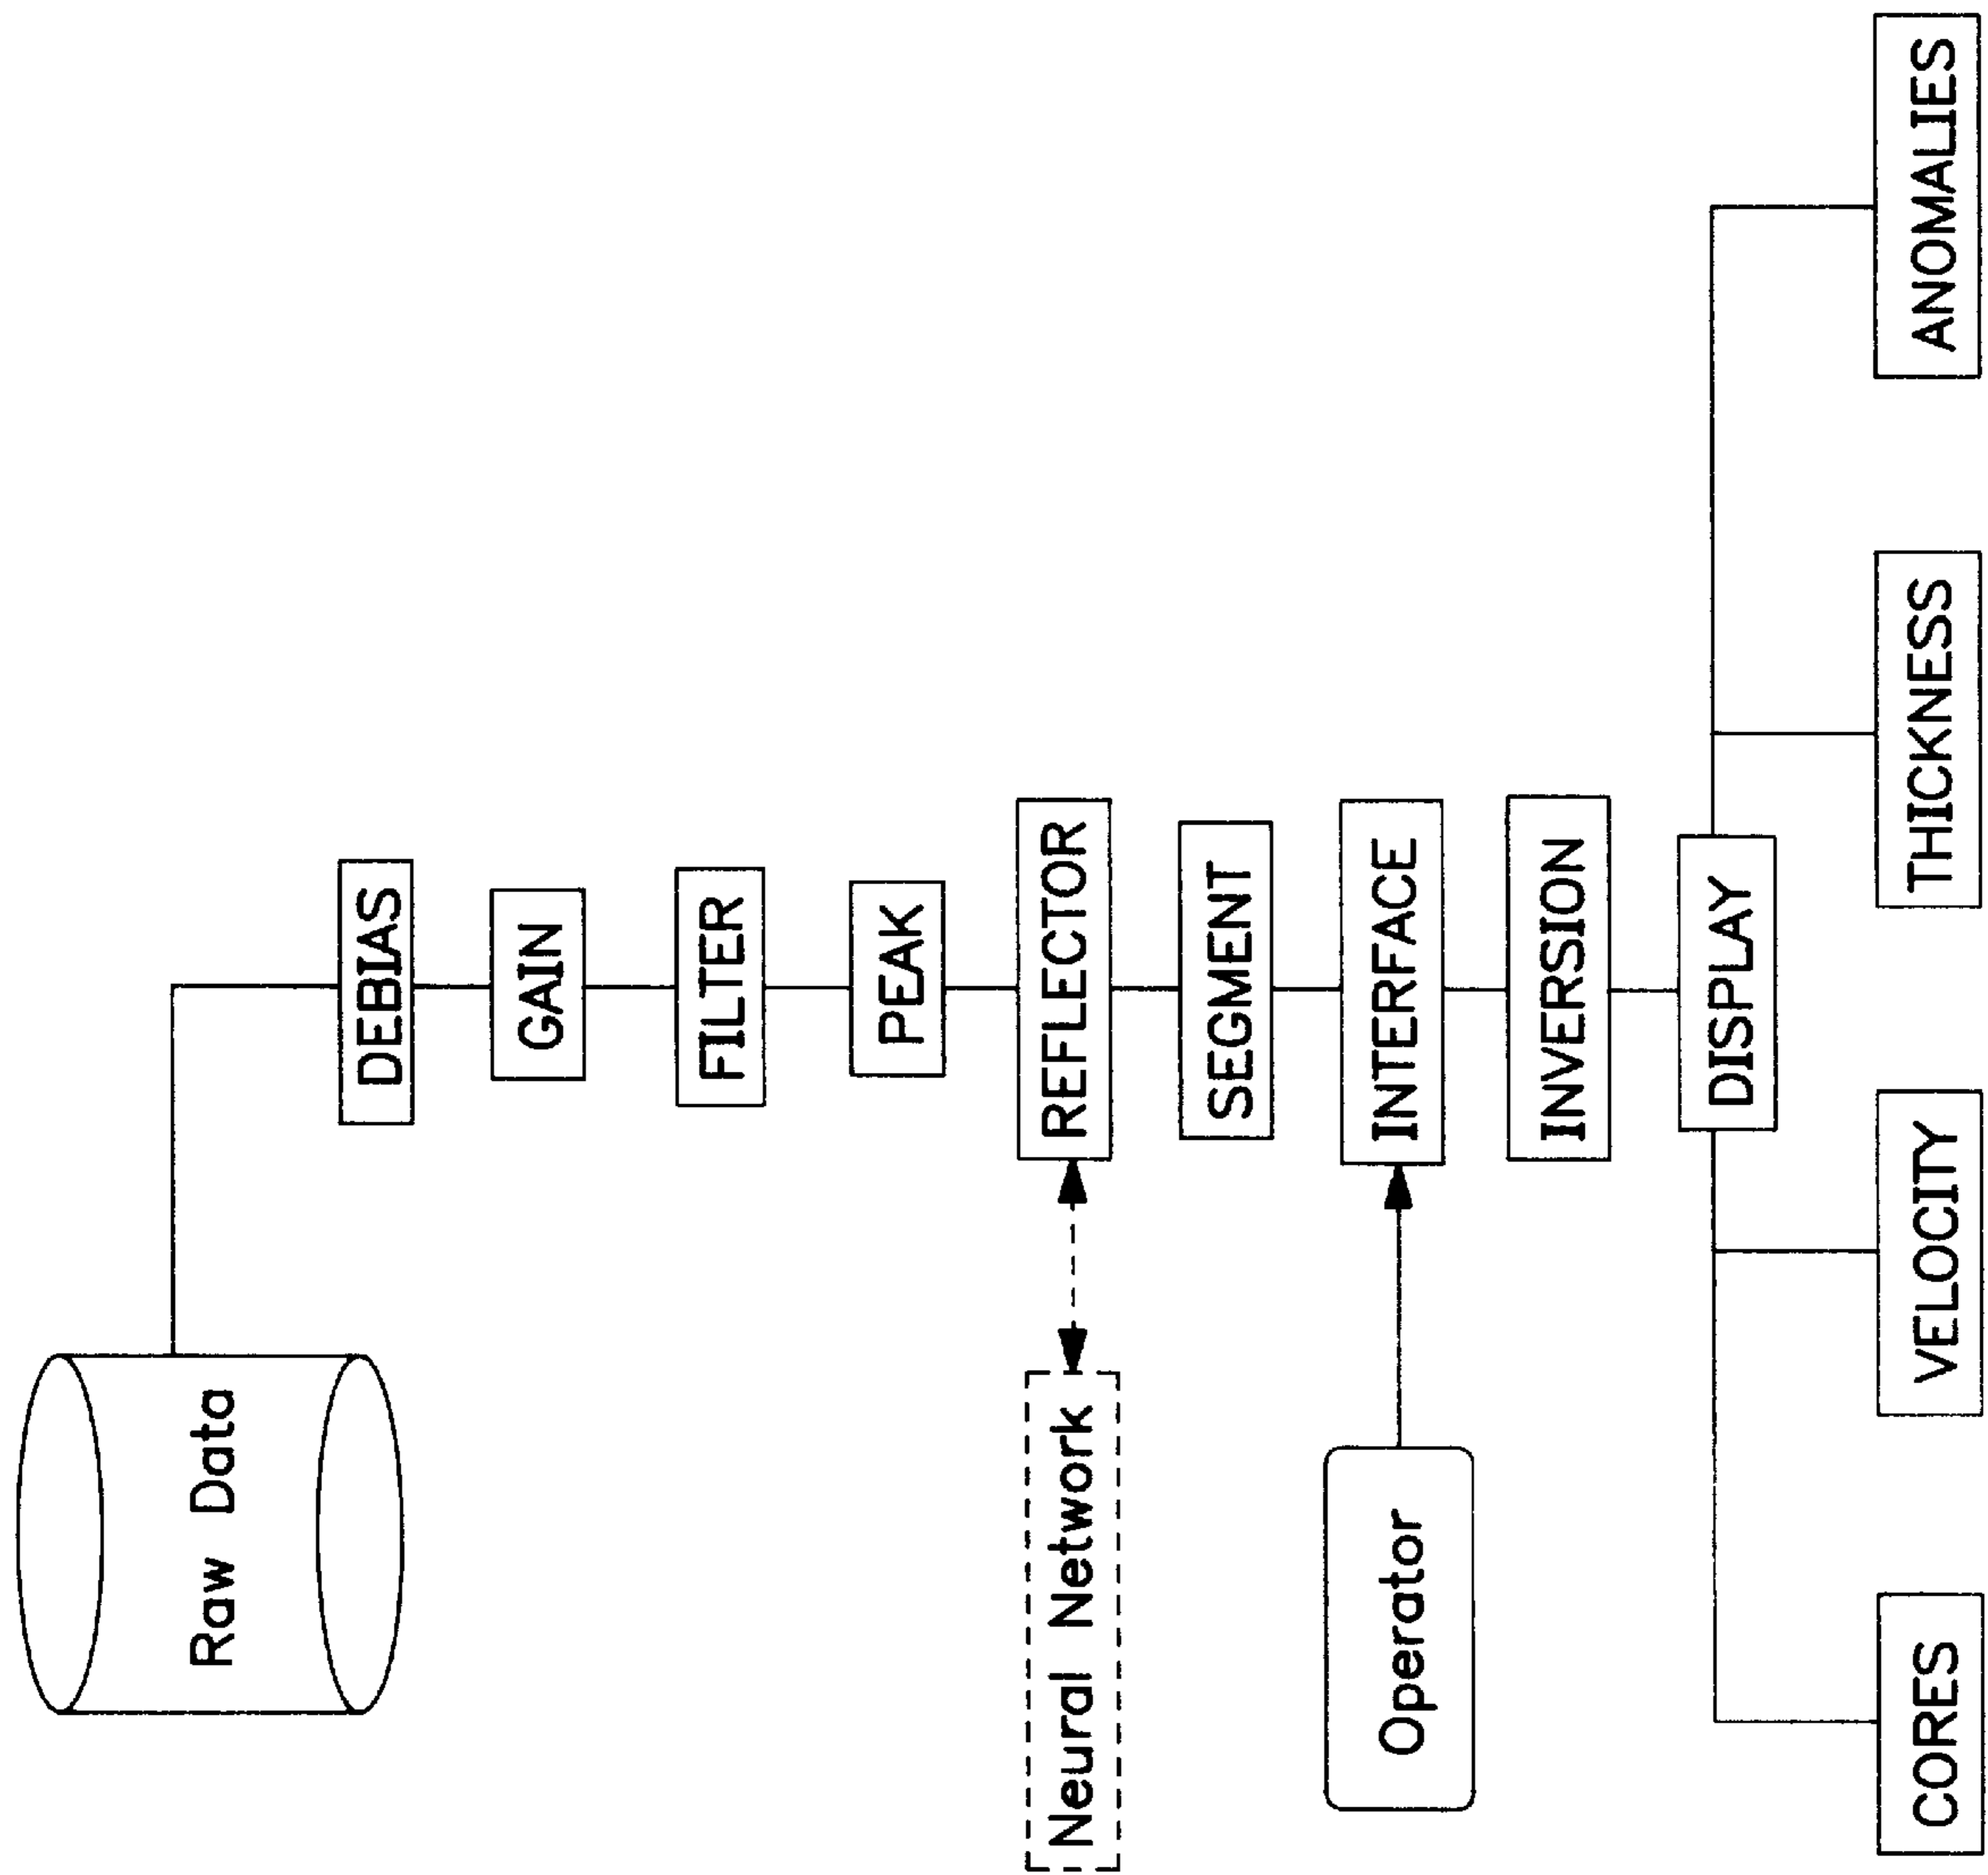 Raw Data
DEBIAS
GAIN
FILTER
PEAK
REFLECTOR
Neural Network
SEGMENT
INTERFACE
Operator
INVERSION
DISPLAY
CORES
VELOCITY
THICKNESS
ANOMALIES